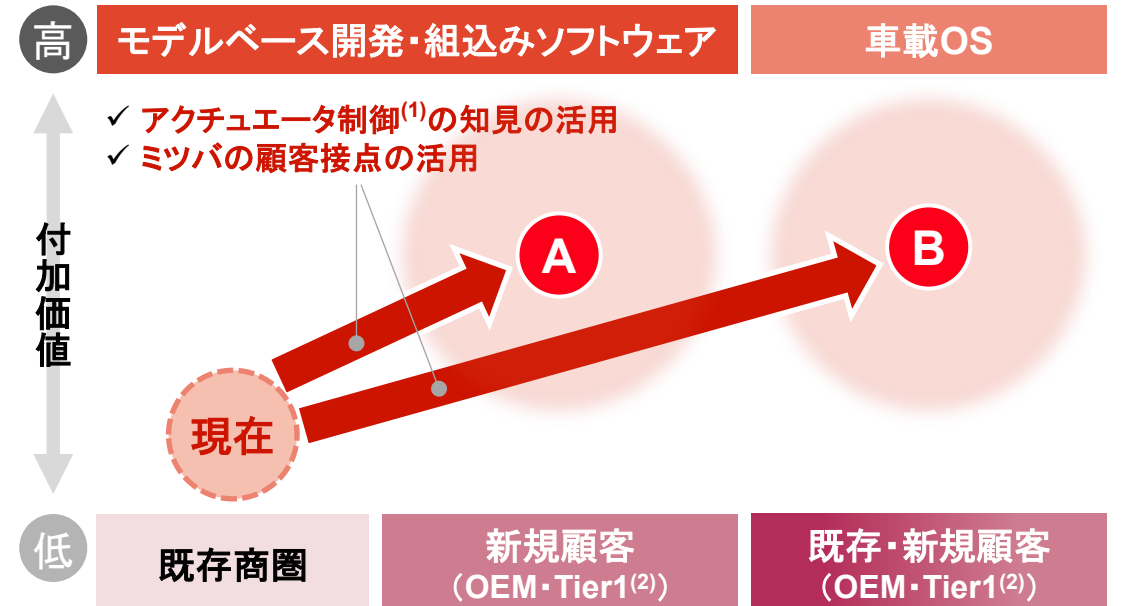 高
モデルベース開発・組込みソフトウェア
車載OS
✓ アクチュエータ制御(1)の知見の活用
✓ ミツバの顧客接点の活用
付加価値
A
B
現在
低
既存商圏
新規顧客
（OEM・Tier1(2)）
既存・新規顧客
（OEM・Tier1(2)）